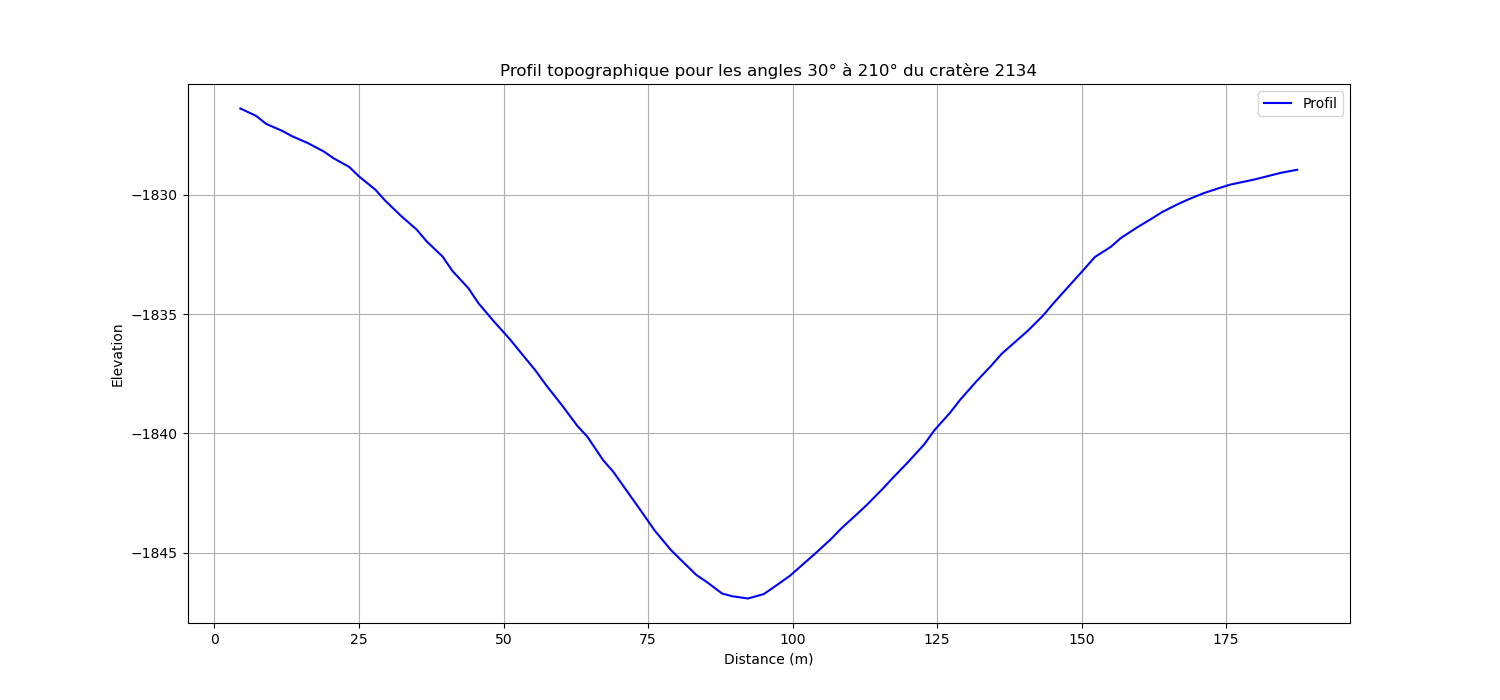 Profil topographique pour les angles 30° à 210° du cratère 2134
Profil
−1830
−1835
−1840
−1845
Elevation
0 25 50 75 100 125 150 175
Distance (m)